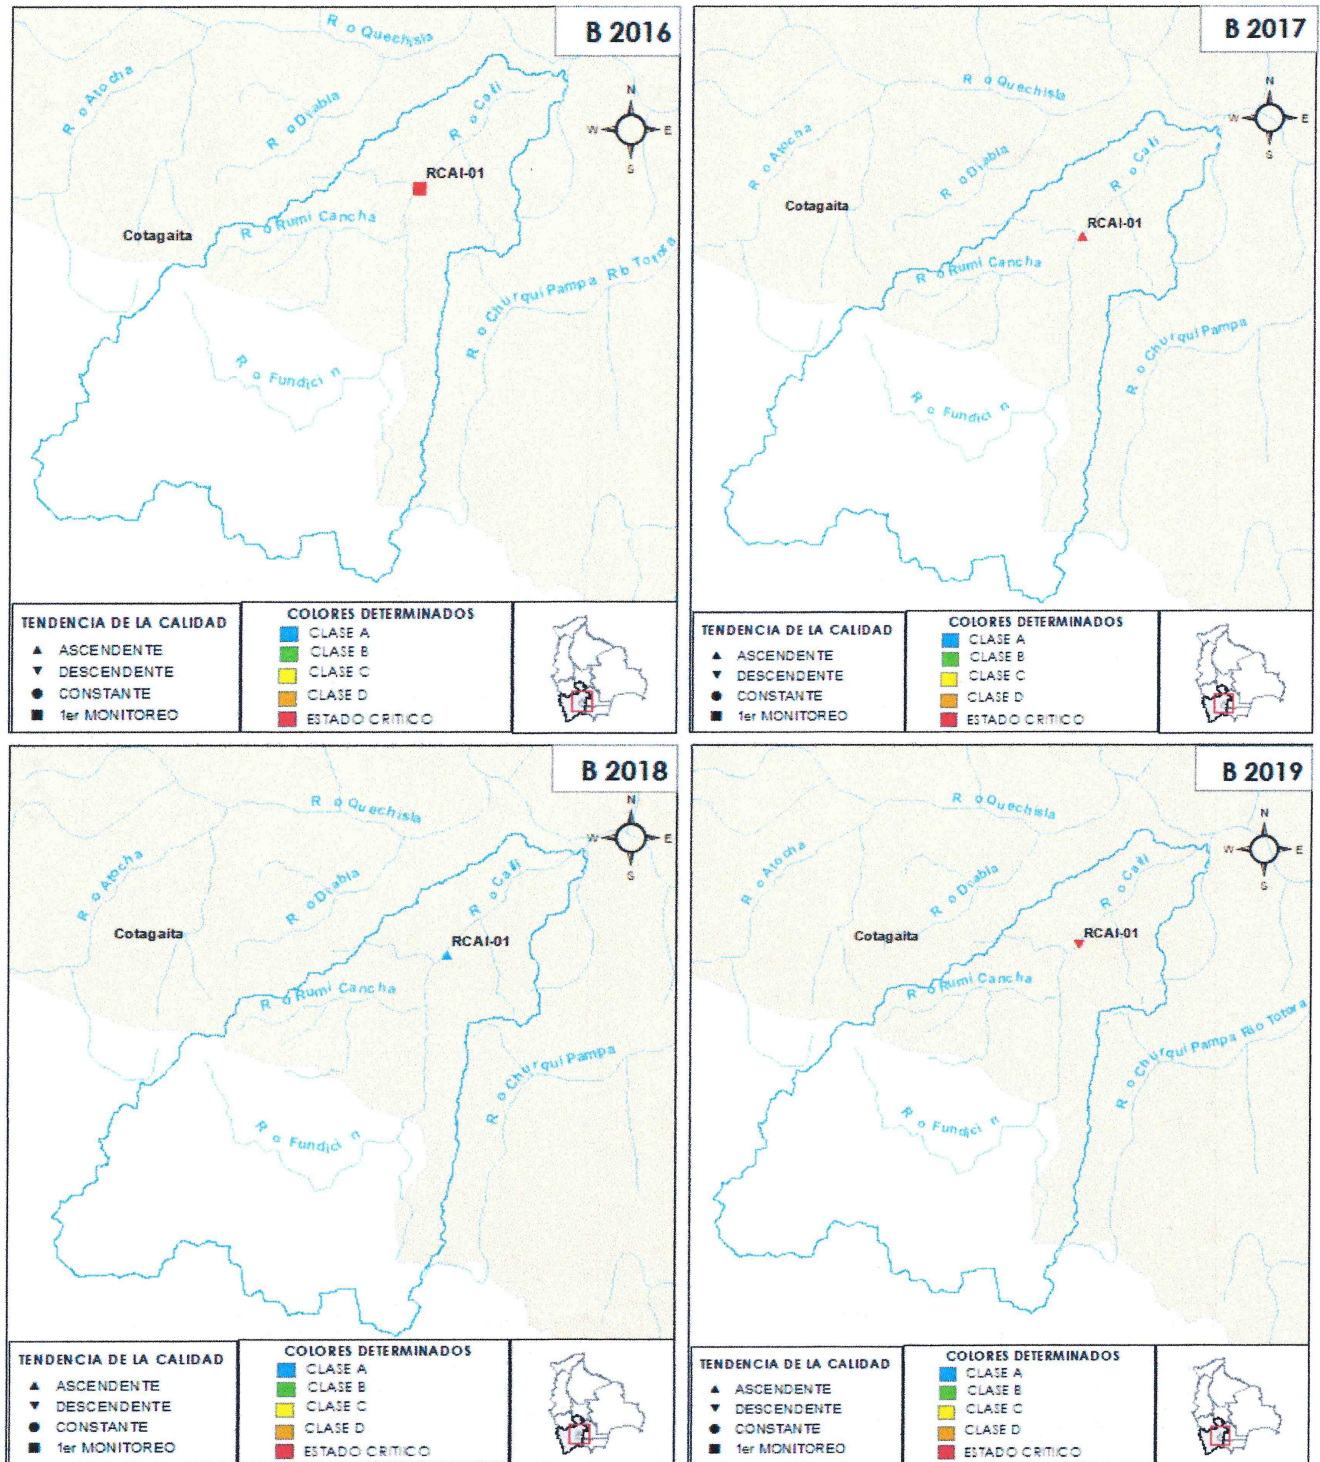 B 2016
R o Quechisla
R o Atocha
R o Diabla
R o Caiti
N
W E
S
RCAI-01
R o Rumi Cancha
Cotagaita
R o Churqui Pampa Rio Totora
R o Fundici n
TENDENCIA DE LA CALIDAD
▲ ASCENDENTE
▼ DESCENDENTE
● CONSTANTE
■ 1er MONITOREO
COLORES DETERMINADOS
CLASE A
CLASE B
CLASE C
CLASE D
ESTADO CRITICO
B 2017
R o Quechisla
R o Atocha
R o Diabla
R o Caiti
N
W E
S
Cotagaita
RCAI-01
R o Rumi Cancha
R o Churqui Pampa
R o Fundici n
TENDENCIA DE LA CALIDAD
▲ ASCENDENTE
▼ DESCENDENTE
● CONSTANTE
■ 1er MONITOREO
COLORES DETERMINADOS
CLASE A
CLASE B
CLASE C
CLASE D
ESTADO CRITICO
B 2018
R o Quechisla
R o Atocha
R o Diabla
R o Caiti
N
W E
S
Cotagaita
RCAI-01
R o Rumi Cancha
R o Churqui Pampa
R o Fundici n
TENDENCIA DE LA CALIDAD
▲ ASCENDENTE
▼ DESCENDENTE
● CONSTANTE
■ 1er MONITOREO
COLORES DETERMINADOS
CLASE A
CLASE B
CLASE C
CLASE D
ESTADO CRITICO
B 2019
R o Quechisla
R o Atocha
R o Diabla
R o Caiti
N
W E
S
Cotagaita
RCAI-01
R o Rumi Cancha
R o Churqui Pampa Rio Totora
R o Fundici n
TENDENCIA DE LA CALIDAD
▲ ASCENDENTE
▼ DESCENDENTE
● CONSTANTE
■ 1er MONITOREO
COLORES DETERMINADOS
CLASE A
CLASE B
CLASE C
CLASE D
ESTADO CRITICO